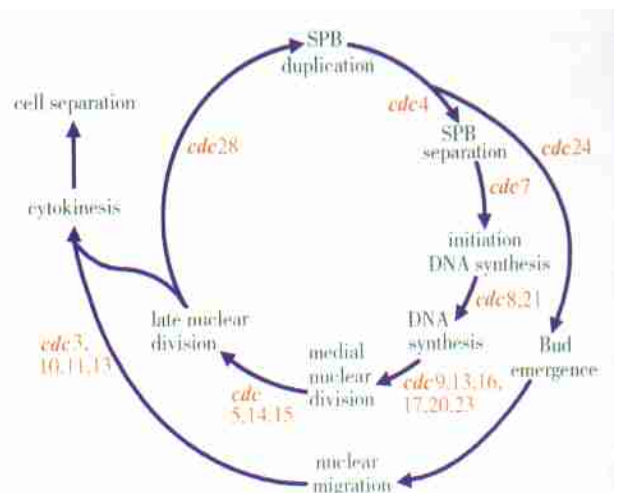 SPB
duplication
cell separation
cdc4
SPB
separation
cdc28
cdc24
cdc7
cytokinesis
initiation
DNA synthesis
cdc8,21
late nuclear
division
DNA
synthesis
Bud
emergence
cdc3,
10,11,13
medial
nuclear
division
cdc
5,14,15
cdc9,13,16,
17,20,23
nuclear
migration